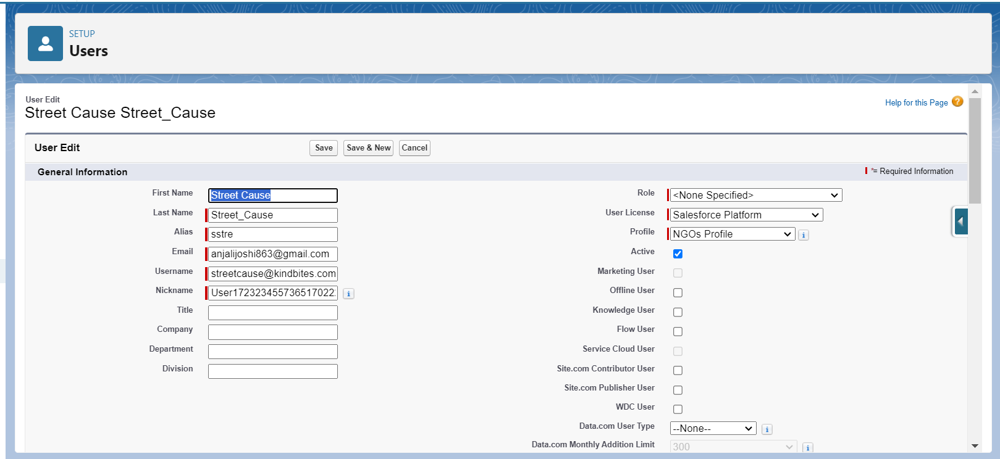 SETUP
Users
User Edit
Street Cause Street_Cause
Help for this Page ?
User Edit
Save
Save & New
Cancel
General Information
*= Required Information
First Name Street Cause
Last Name Street_Cause
Alias sstre
Email anjalijoshi863@gmail.com
Username streetcause@kindbites.com
Nickname User172323455736517022 i
Title
Company
Department
Division
Role <None Specified>
User License Salesforce Platform
Profile NGOs Profile i
Active
Marketing User
Offline User
Knowledge User
Flow User
Service Cloud User
Site.com Contributor User
Site.com Publisher User
WDC User
Data.com User Type --None-- i
Data.com Monthly Addition Limit 300 i